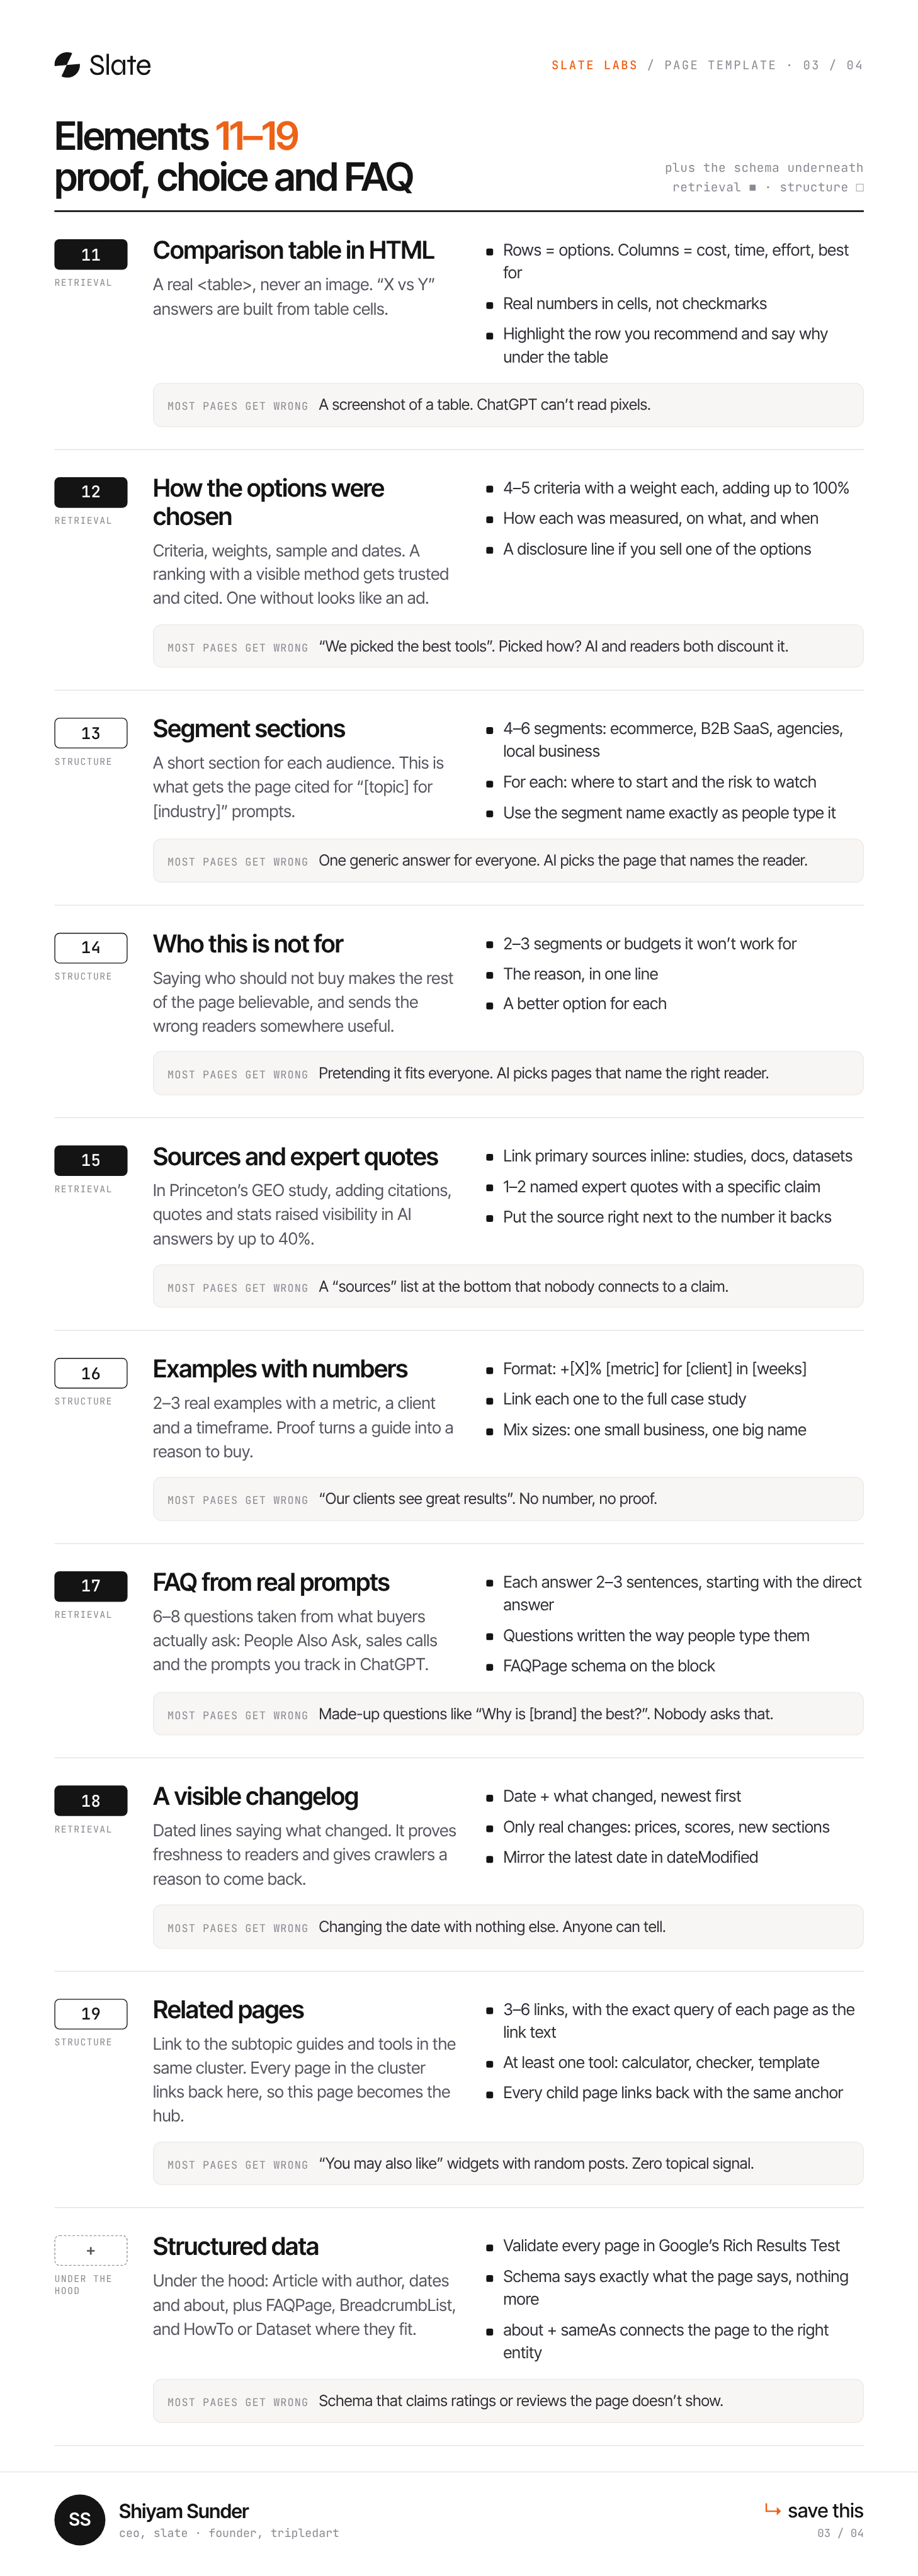 Slate
SLATE LABS / PAGE TEMPLATE · 03 / 04
Elements 11–19
proof, choice and FAQ
plus the schema underneath
retrieval ■ · structure □
11
RETRIEVAL
Comparison table in HTML
A real <table>, never an image. “X vs Y”
answers are built from table cells.
Rows = options. Columns = cost, time, effort, best
for
Real numbers in cells, not checkmarks
Highlight the row you recommend and say why
under the table
MOST PAGES GET WRONG A screenshot of a table. ChatGPT can’t read pixels.
12
RETRIEVAL
How the options were
chosen
Criteria, weights, sample and dates. A
ranking with a visible method gets trusted
and cited. One without looks like an ad.
4–5 criteria with a weight each, adding up to 100%
How each was measured, on what, and when
A disclosure line if you sell one of the options
MOST PAGES GET WRONG “We picked the best tools”. Picked how? AI and readers both discount it.
13
STRUCTURE
Segment sections
A short section for each audience. This is
what gets the page cited for “[topic] for
[industry]” prompts.
4–6 segments: ecommerce, B2B SaaS, agencies,
local business
For each: where to start and the risk to watch
Use the segment name exactly as people type it
MOST PAGES GET WRONG One generic answer for everyone. AI picks the page that names the reader.
14
STRUCTURE
Who this is not for
Saying who should not buy makes the rest
of the page believable, and sends the
wrong readers somewhere useful.
2–3 segments or budgets it won’t work for
The reason, in one line
A better option for each
MOST PAGES GET WRONG Pretending it fits everyone. AI picks pages that name the right reader.
15
RETRIEVAL
Sources and expert quotes
In Princeton’s GEO study, adding citations,
quotes and stats raised visibility in AI
answers by up to 40%.
Link primary sources inline: studies, docs, datasets
1–2 named expert quotes with a specific claim
Put the source right next to the number it backs
MOST PAGES GET WRONG A “sources” list at the bottom that nobody connects to a claim.
16
STRUCTURE
Examples with numbers
2–3 real examples with a metric, a client
and a timeframe. Proof turns a guide into a
reason to buy.
Format: +[X]% [metric] for [client] in [weeks]
Link each one to the full case study
Mix sizes: one small business, one big name
MOST PAGES GET WRONG “Our clients see great results”. No number, no proof.
17
RETRIEVAL
FAQ from real prompts
6–8 questions taken from what buyers
actually ask: People Also Ask, sales calls
and the prompts you track in ChatGPT.
Each answer 2–3 sentences, starting with the direct
answer
Questions written the way people type them
FAQPage schema on the block
MOST PAGES GET WRONG Made-up questions like “Why is [brand] the best?”. Nobody asks that.
18
RETRIEVAL
A visible changelog
Dated lines saying what changed. It proves
freshness to readers and gives crawlers a
reason to come back.
Date + what changed, newest first
Only real changes: prices, scores, new sections
Mirror the latest date in dateModified
MOST PAGES GET WRONG Changing the date with nothing else. Anyone can tell.
19
STRUCTURE
Related pages
Link to the subtopic guides and tools in the
same cluster. Every page in the cluster
links back here, so this page becomes the
hub.
3–6 links, with the exact query of each page as the
link text
At least one tool: calculator, checker, template
Every child page links back with the same anchor
MOST PAGES GET WRONG “You may also like” widgets with random posts. Zero topical signal.
+
UNDER THE
HOOD
Structured data
Under the hood: Article with author, dates
and about, plus FAQPage, BreadcrumbList,
and HowTo or Dataset where they fit.
Validate every page in Google’s Rich Results Test
Schema says exactly what the page says, nothing
more
about + sameAs connects the page to the right
entity
MOST PAGES GET WRONG Schema that claims ratings or reviews the page doesn’t show.
SS
Shiyam Sunder
ceo, slate · founder, tripledart
↳ save this
03 / 04